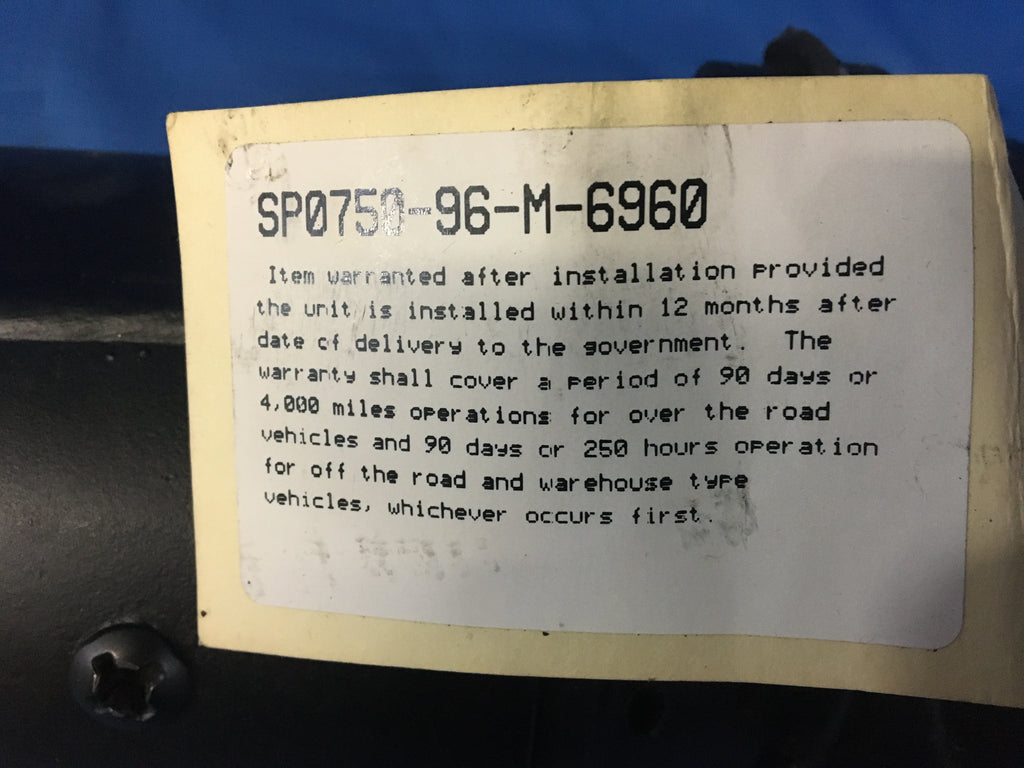 SP0750-96-M-6960
Item warranted after installation provided
the unit is installed within 12 months after
date of delivery to the government. The
warranty shall cover a period of 90 days or
4,000 miles operations for over the road
vehicles and 90 days or 250 hours operation
for off the road and warehouse type
vehicles, whichever occurs first.